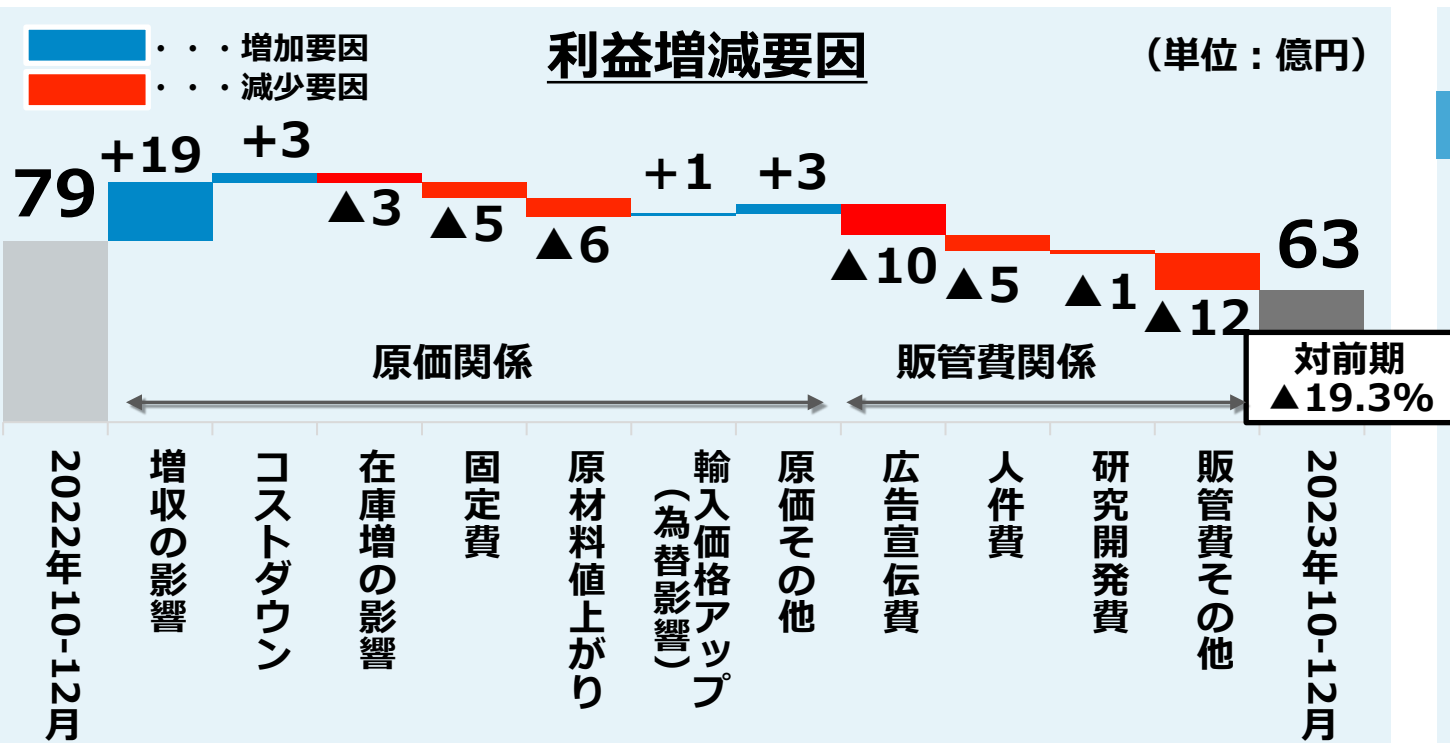 ・・・増加要因
・・・減少要因
利益増減要因
（単位：億円）
79
+19
+3
▲3
▲5
▲6
+1
+3
▲10
▲5
▲1
▲12
63
原価関係
販管費関係
対前期
▲19.3%
2022年10-12月
増収の影響
コストダウン
在庫増の影響
固定費
原材料値上がり
輸入価格アップ
（為替影響）
原価その他
広告宣伝費
人件費
研究開発費
販管費その他
2023年10-12月